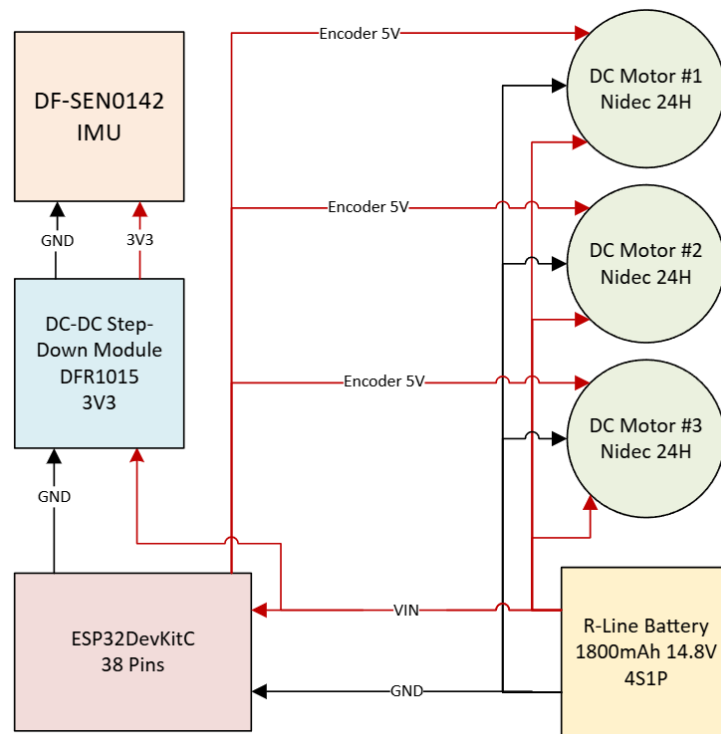 Encoder 5V
DC Motor #1
Nidec 24H
DF-SEN0142
IMU
GND
3V3
Encoder 5V
DC Motor #2
Nidec 24H
DC-DC Step-
Down Module
DFR1015
3V3
Encoder 5V
DC Motor #3
Nidec 24H
GND
ESP32DevKitC
38 Pins
VIN
GND
R-Line Battery
1800mAh 14.8V
4S1P